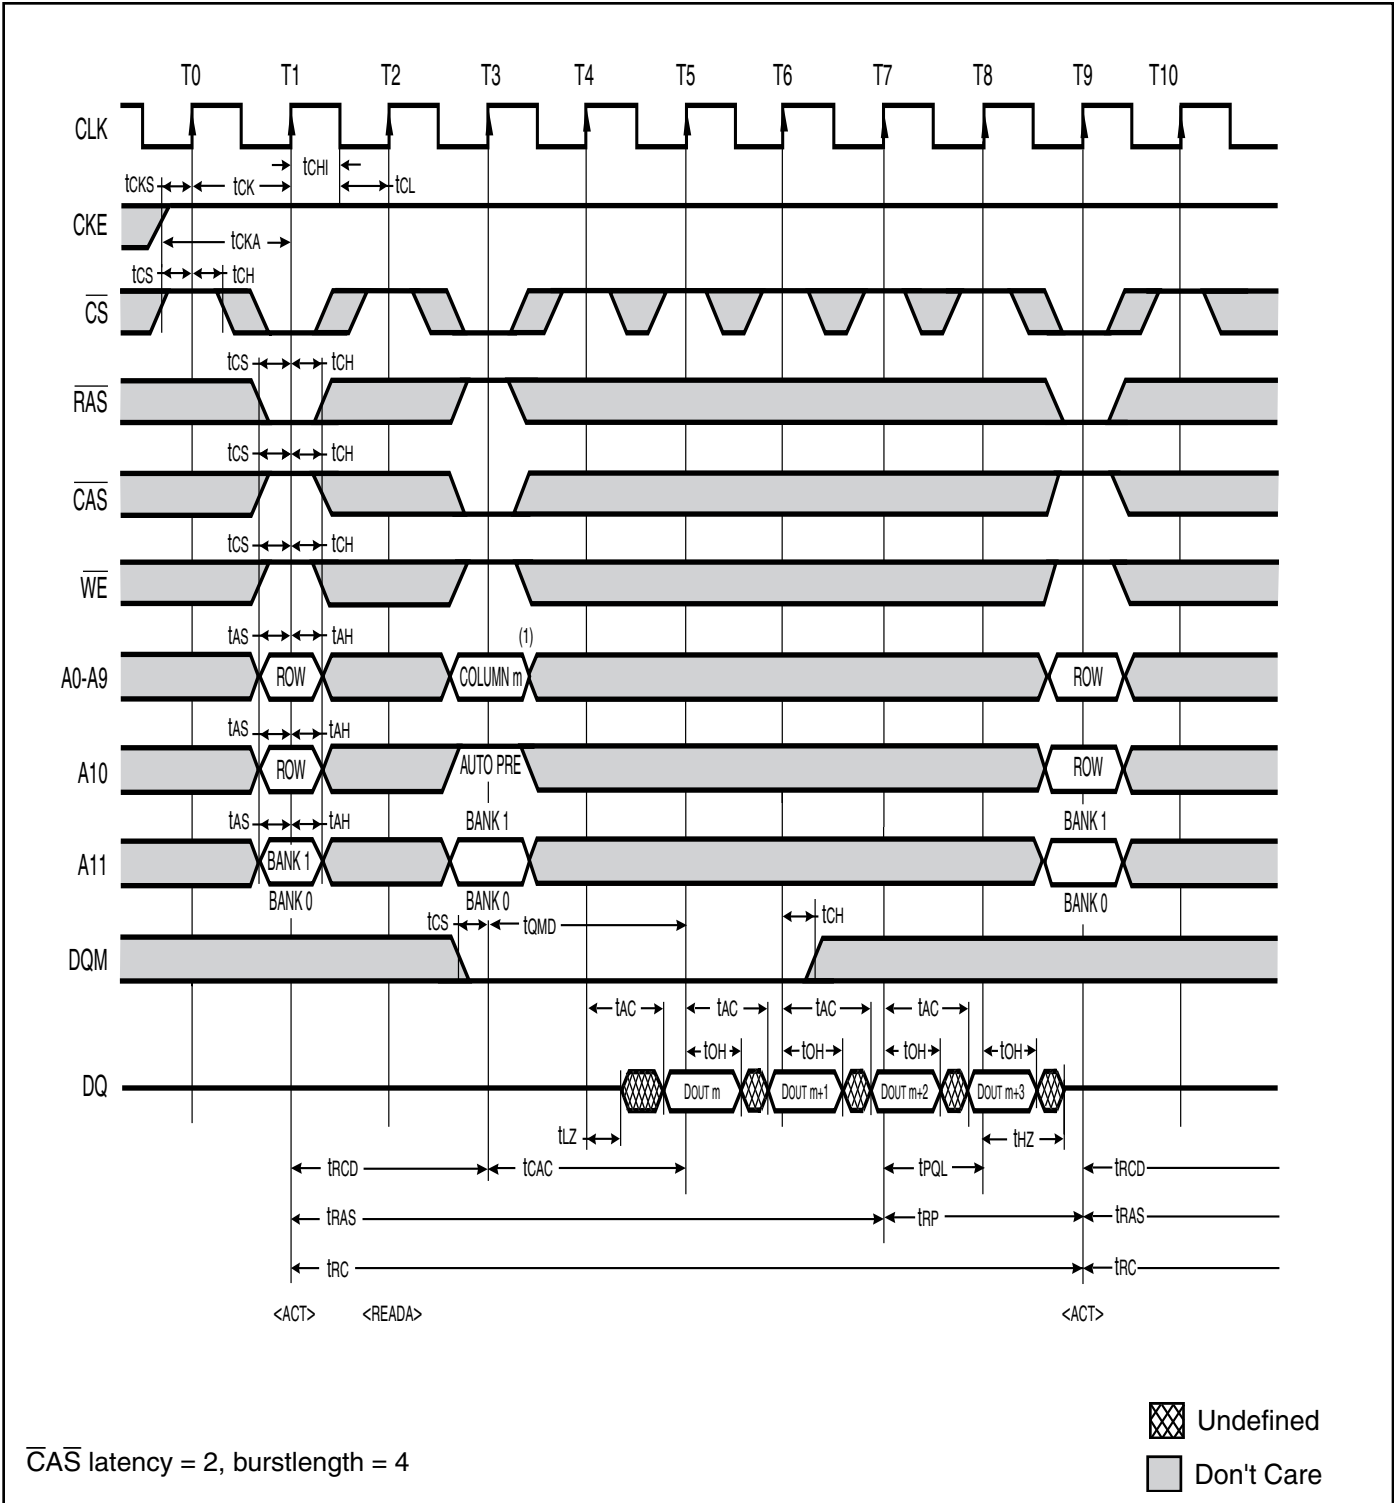 T0 T1 T2 T3 T4 T5 T6 T7 T8 T9 T10
CLK
tCHI
tCKS tCK tCL
CKE
tCKA
tCS tCH
CS
tCS tCH
RAS
tCS tCH
CAS
tCS tCH
WE
tAS tAH (1)
A0-A9 ROW COLUMN m ROW
tAS tAH
A10 ROW AUTO PRE ROW
BANK 1 BANK 1
tAS tAH
A11 BANK 1
BANK 0 BANK 0 BANK 0
tCS tQMD tCH
DQM
tAC tAC tAC tAC
tOH tOH tOH tOH
DQ DOUT m DOUT m+1 DOUT m+2 DOUT m+3
tLZ tHZ
tRCD tCAC tPQL tRCD
tRAS tRP tRAS
tRC tRC
<ACT> <READA> <ACT>
Undefined
CAS latency = 2, burstlength = 4
Don't Care